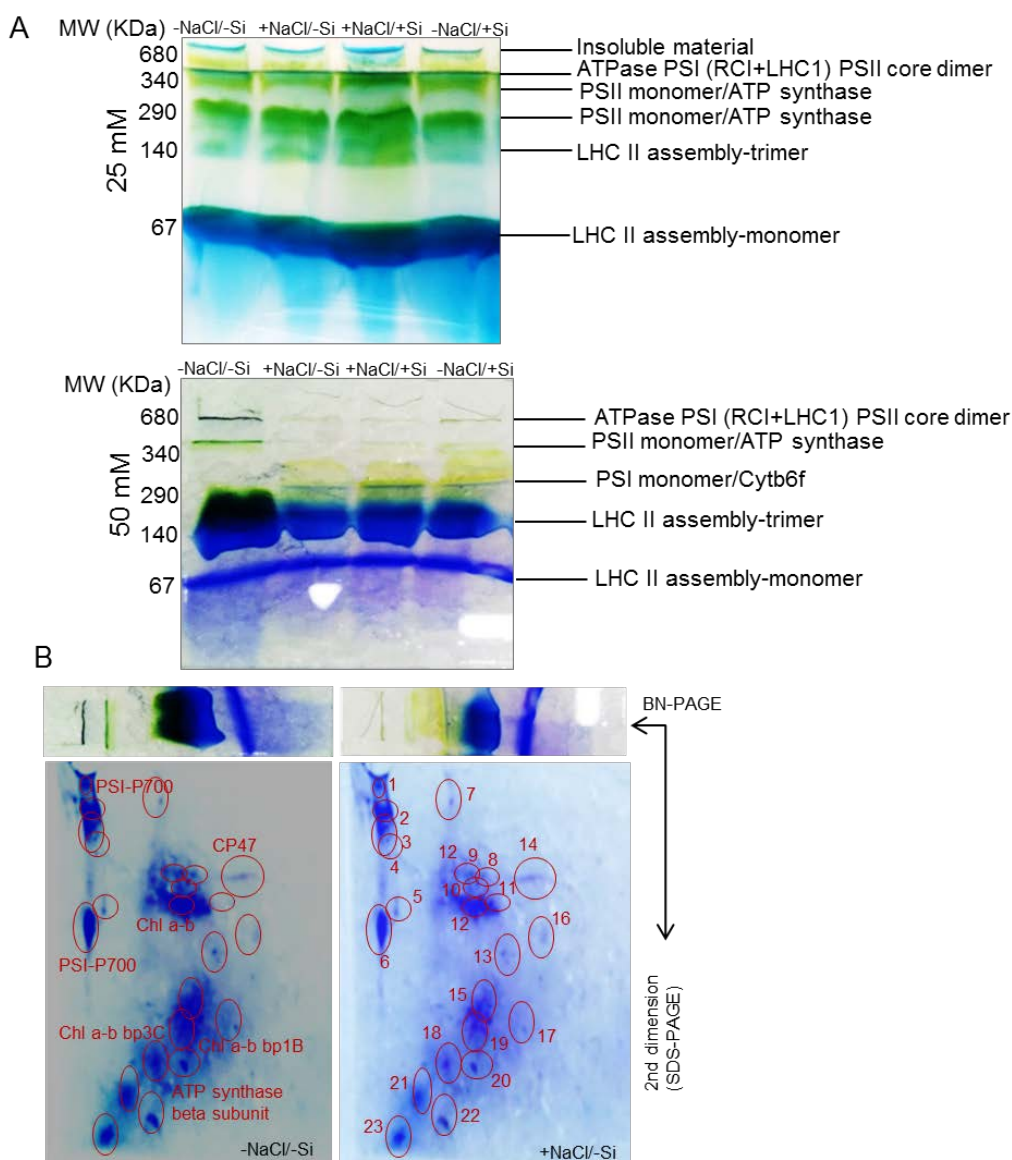 A
MW (KDa) -NaCl/-Si +NaCl/-Si +NaCl/+Si -NaCl/+Si
680
340
290
140
67
25 mM
Insoluble material
ATPase PSI (RCI+LHC1) PSII core dimer
PSII monomer/ATP synthase
PSII monomer/ATP synthase
LHC II assembly-trimer
LHC II assembly-monomer
MW (KDa) -NaCl/-Si +NaCl/-Si +NaCl/+Si -NaCl/+Si
680
340
290
140
67
50 mM
ATPase PSI (RCI+LHC1) PSII core dimer
PSII monomer/ATP synthase
PSI monomer/Cytb6f
LHC II assembly-trimer
LHC II assembly-monomer
B
BN-PAGE
2nd dimension
(SDS-PAGE)
PSI-P700
CP47
Chl a-b
PSI-P700
Chl a-b bp3C
Chl a-b bp1B
ATP synthase
beta subunit
-NaCl/-Si
1
7
2
3
4
12 9 8 14
10 11
5
12
16
6
13
15
18
19
17
20
21
22
23
+NaCl/-Si